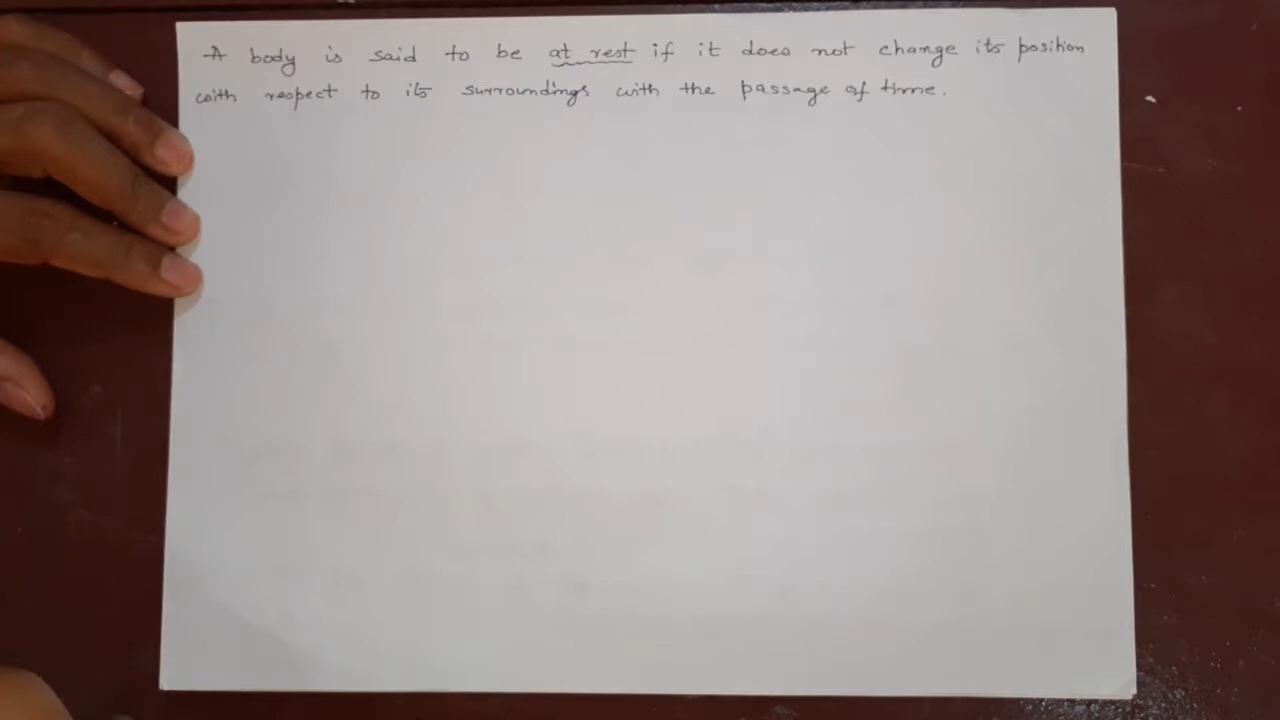 A body is said to be at rest if it does not change its position
with respect to its surroundings with the passage of time.